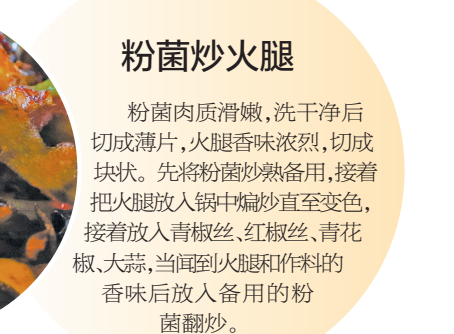 粉菌炒火腿
粉菌肉质滑嫩，洗干净后
切成薄片，火腿香味浓烈，切成
块状。先将粉菌炒熟备用，接着
把火腿放入锅中煸炒直至变色，
接着放入青椒丝、红椒丝、青花
椒、大蒜，当闻到火腿和作料的
香味后放入备用的粉
菌翻炒。